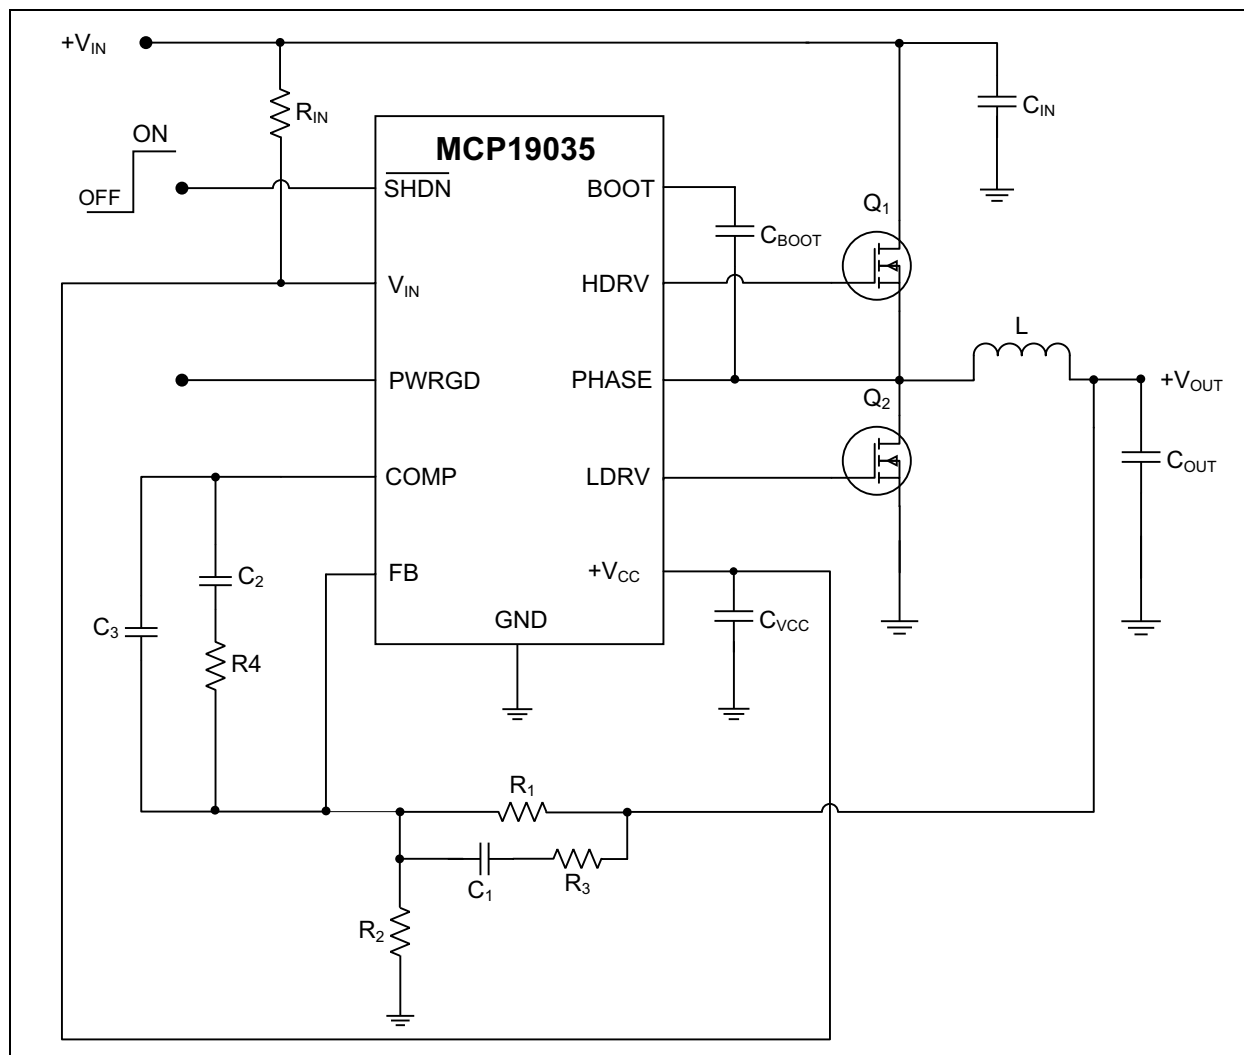 +VIN
RIN
CIN
ON
OFF
MCP19035
SHDN
BOOT
CBOOT
Q1
VIN
HDRV
L
PWRGD
PHASE
+VOUT
Q2
COMP
LDRV
COUT
FB
+VCC
C2
C3
GND
CVCC
R4
R1
C1
R3
R2